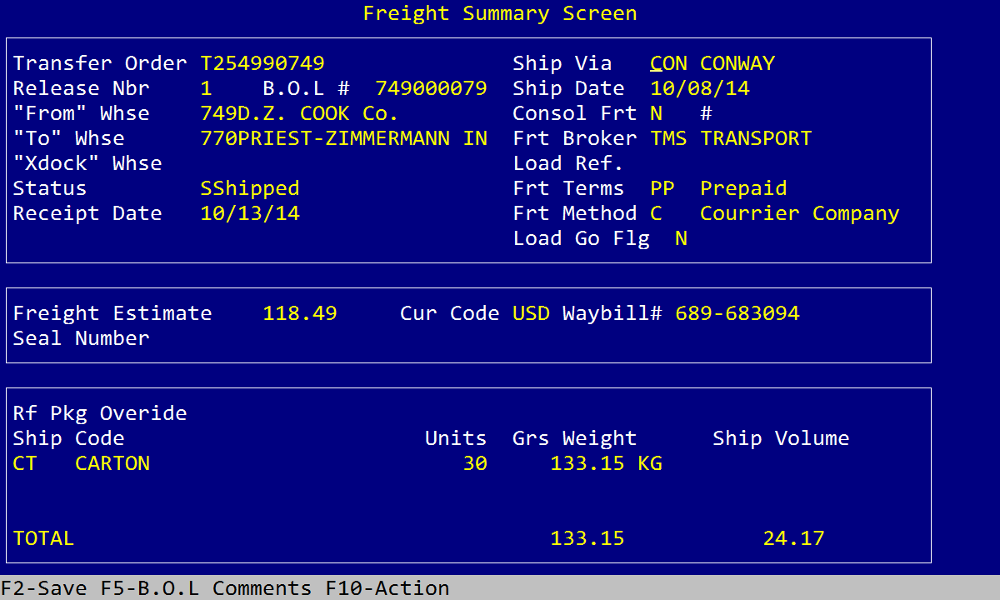 Freight Summary Screen
Transfer Order T254990749 Ship Via CON CONWAY
Release Nbr 1 B.O.L # 749000079 Ship Date 10/08/14
"From" Whse 749D.Z. COOK Co. Consol Frt N #
"To" Whse 770PRIEST-ZIMMERMANN IN Frt Broker TMS TRANSPORT
"Xdock" Whse Load Ref.
Status SShipped Frt Terms PP Prepaid
Receipt Date 10/13/14 Frt Method C Courrier Company
Load Go Flg N
Freight Estimate 118.49 Cur Code USD Waybill# 689-683094
Seal Number
Rf Pkg Overide
Ship Code Units Grs Weight Ship Volume
CT CARTON 30 133.15 KG
TOTAL 133.15 24.17
F2-Save F5-B.O.L Comments F10-Action